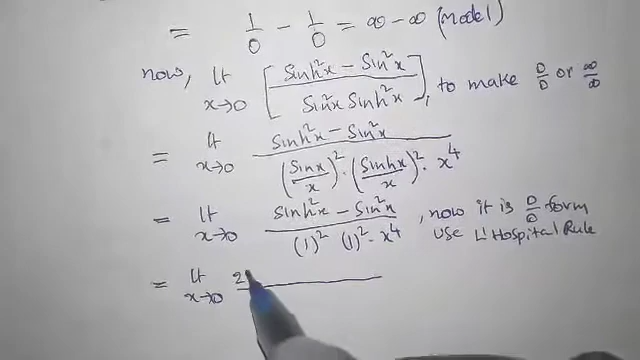 = 1/0 - 1/0 = ∞ - ∞ (Model)
now, lt x→0 [ (Sinh²x - Sin²x) / (Sin²x Sinh²x) ], to make 0/0 or ∞/∞
= lt x→0 (Sinh²x - Sin²x) / ((Sinx/x)² · (Sinhx/x)² · x⁴)
= lt x→0 (Sinh²x - Sin²x) / ((1)² (1)² · x⁴), now it is 0/0 form use L' Hospital Rule
= lt x→0 2